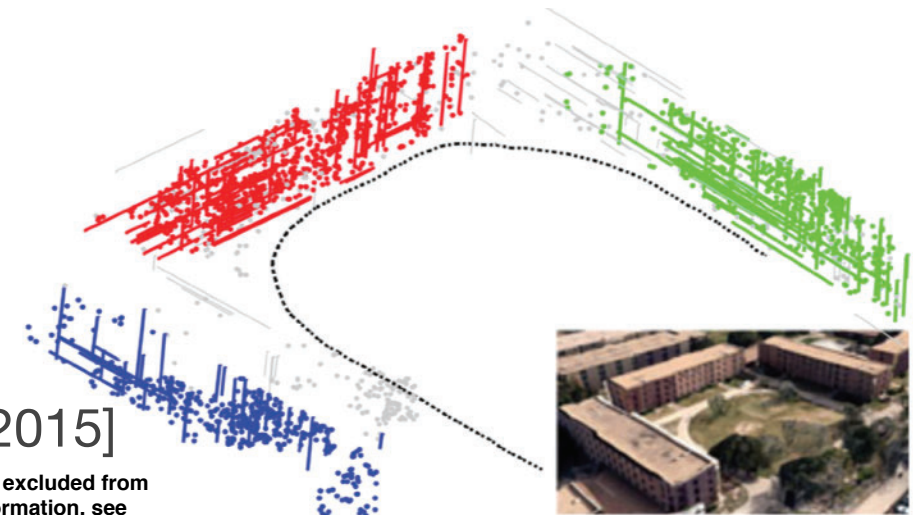 2015]
excluded from
ormation, see